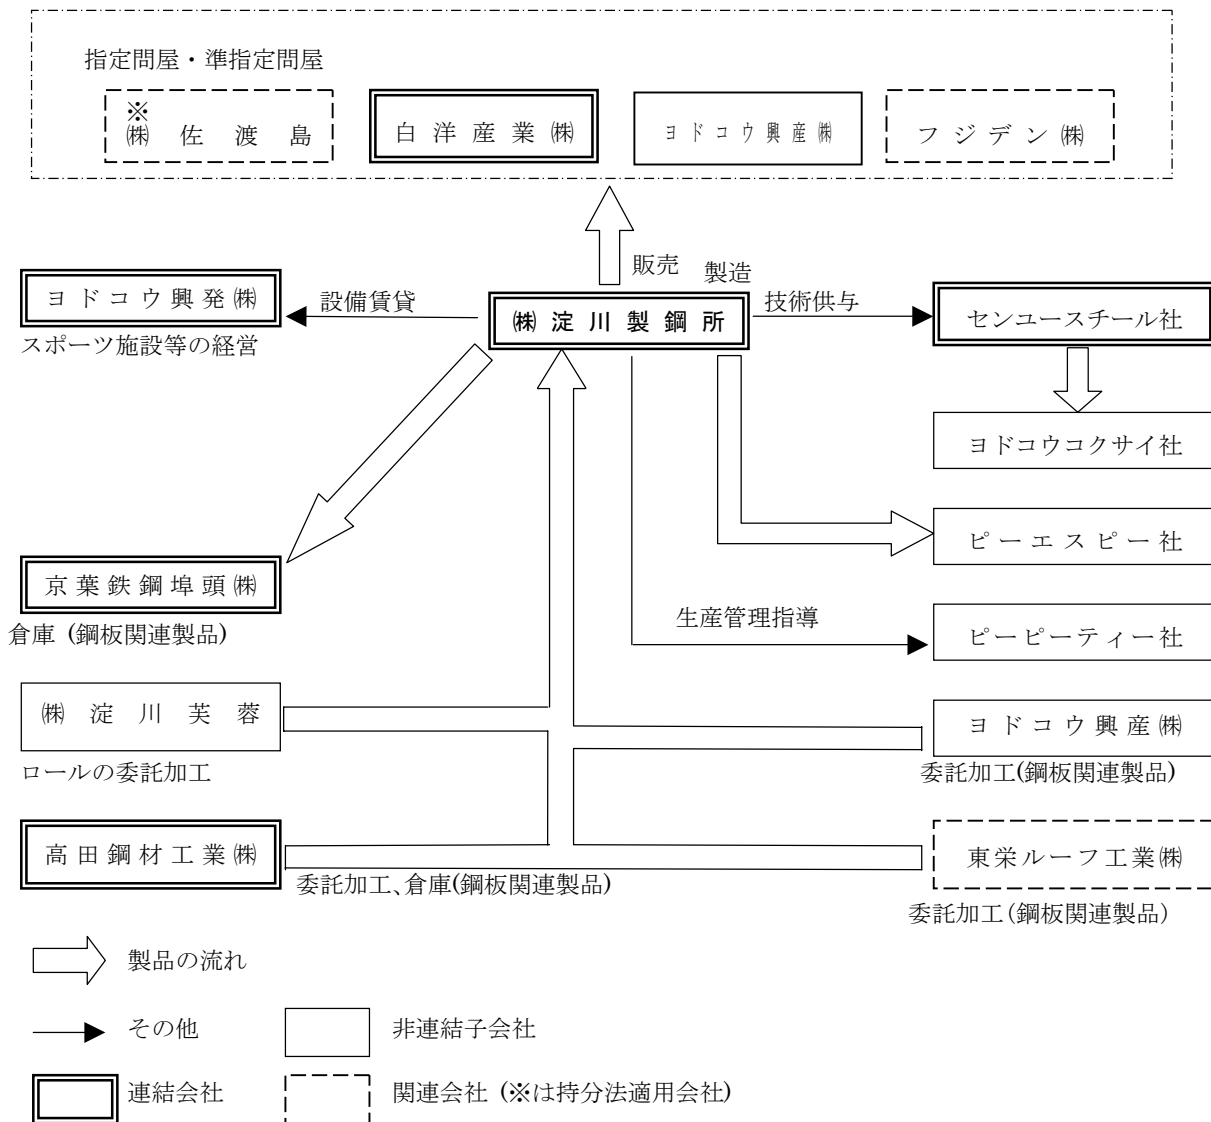 指定問屋・準指定問屋
※
㈱佐渡島
白洋産業㈱
ヨドコウ興産㈱
フジデン㈱
販売
製造
ヨドコウ興発㈱
設備賃貸
㈱淀川製鋼所
技術供与
センユースチール社
スポーツ施設等の経営
ヨドコウコクサイ社
ピーエスピー社
京葉鉄鋼埠頭㈱
倉庫 (鋼板関連製品)
生産管理指導
ピーピーティー社
㈱淀川芙蓉
ヨドコウ興産㈱
ロールの委託加工
委託加工(鋼板関連製品)
高田鋼材工業㈱
東栄ルーフ工業㈱
委託加工、倉庫(鋼板関連製品)
委託加工(鋼板関連製品)
製品の流れ
その他
非連結子会社
連結会社
関連会社 (※は持分法適用会社)